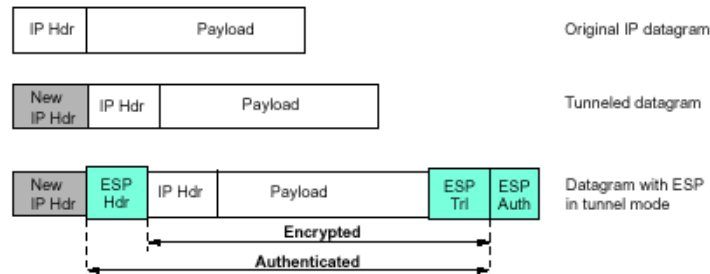 IP Hdr Payload Original IP datagram
New
IP Hdr IP Hdr Payload Tunneled datagram
New
IP Hdr ESP
Hdr IP Hdr Payload ESP
Trl ESP
Auth Datagram with ESP
in tunnel mode
Encrypted
Authenticated